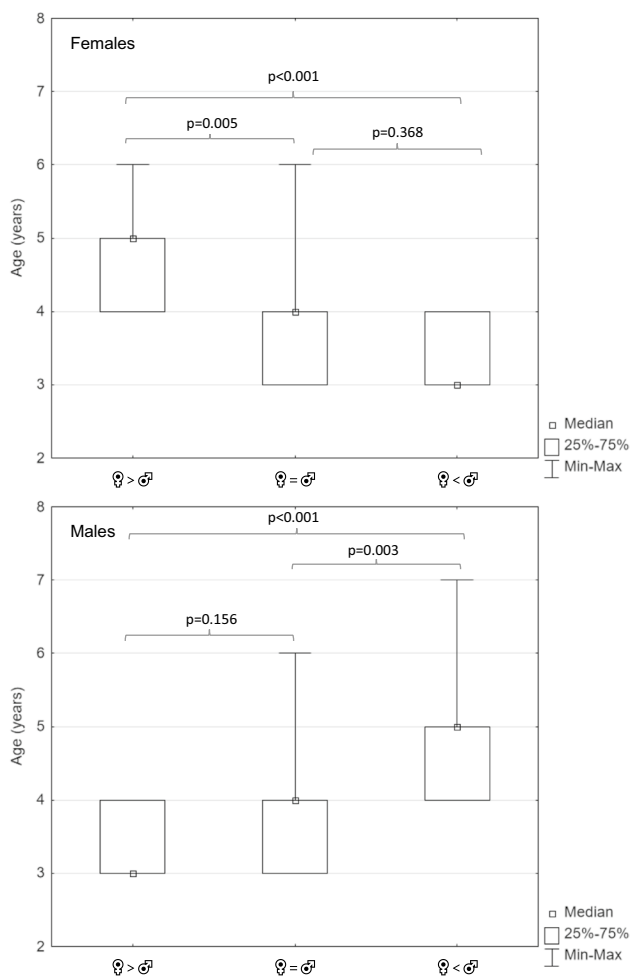 8
Females
p<0.001
7
p=0.005
p=0.368
6
5
Age (years)
4
3
Median
25%-75%
2
Min-Max
♀ > ♂
♀ = ♂
♀ < ♂
8
Males
p<0.001
p=0.003
7
p=0.156
6
5
Age (years)
4
3
Median
25%-75%
2
Min-Max
♀ > ♂
♀ = ♂
♀ < ♂